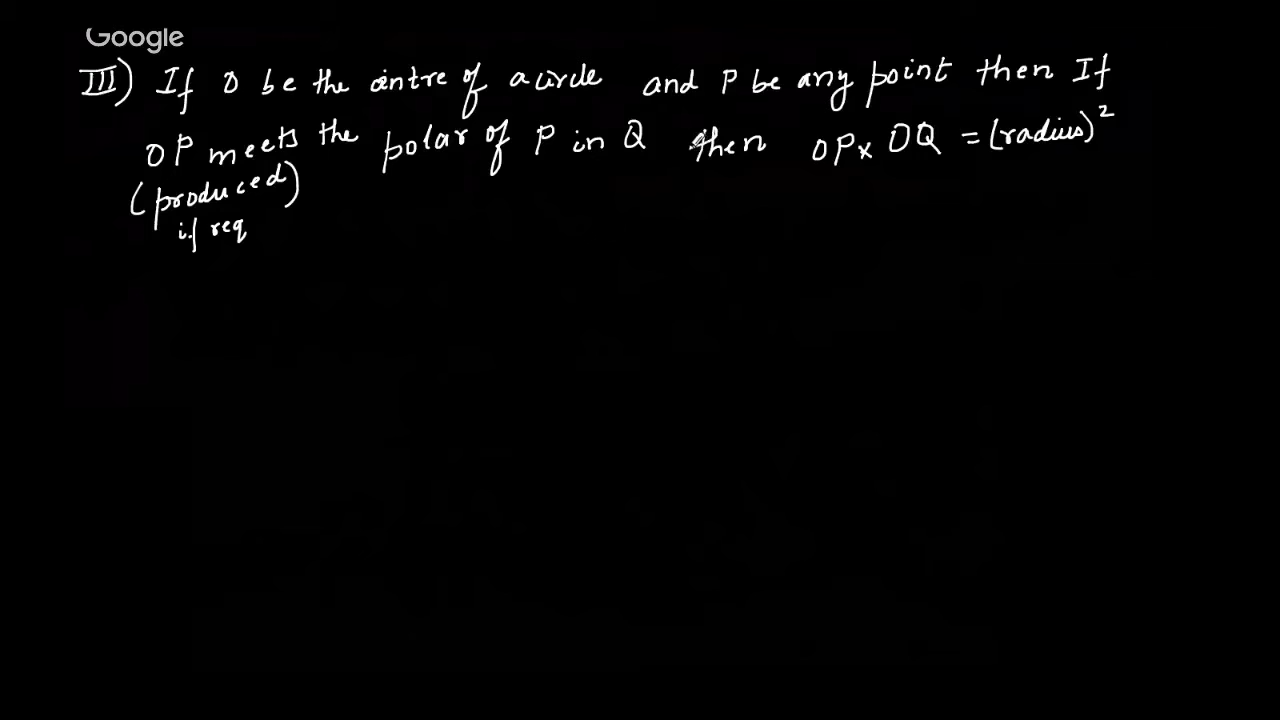 Google
III) If O be the centre of a circle and P be any point then If
OP meets the polar of P in Q then OP x OQ = (radius)²
(produced)
if req